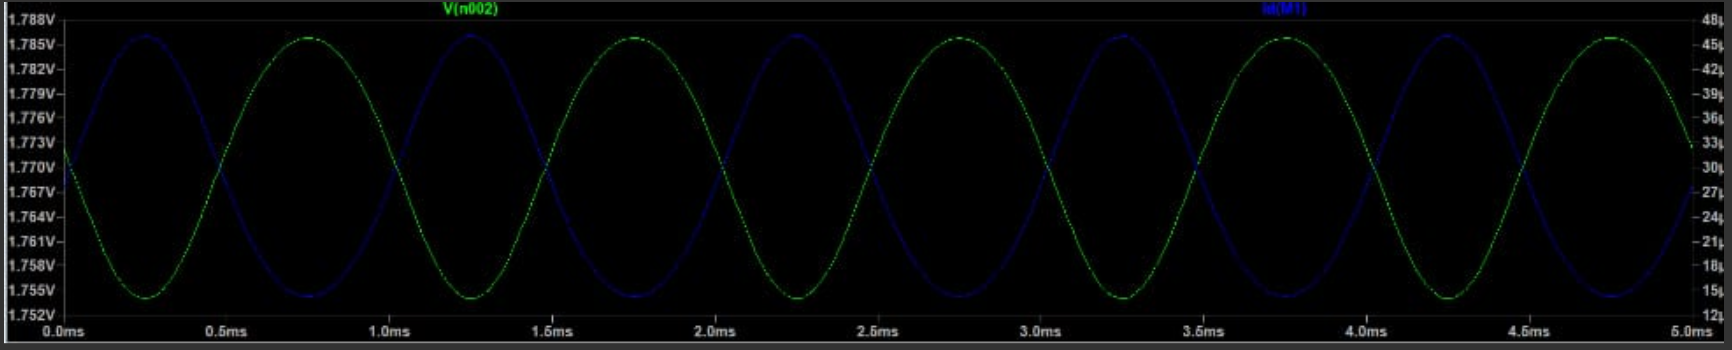 V(n002) Id(M1)
1.788V 48µ
1.785V 45µ
1.782V 42µ
1.779V 39µ
1.776V 36µ
1.773V 33µ
1.770V 30µ
1.767V 27µ
1.764V 24µ
1.761V 21µ
1.758V 18µ
1.755V 15µ
1.752V 12µ
0.0ms 0.5ms 1.0ms 1.5ms 2.0ms 2.5ms 3.0ms 3.5ms 4.0ms 4.5ms 5.0ms